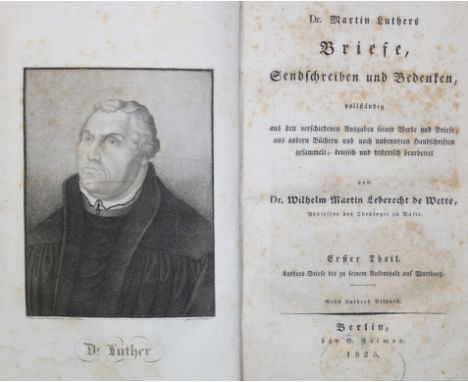 Dr. Luther
Dr. Martin Luthers
Briefe,
Sendschreiben und Bedenken,
vollständig
aus den verschiedenen Ausgaben seiner Werke und Briefe,
aus andern Büchern und noch unbenutzten Handschriften
gesammelt, kritisch und historisch bearbeitet
von
Dr. Wilhelm Martin Leberecht de Wette,
Professor der Theologie zu Basel.
Erster Theil.
Luthers Briefe bis zu seinem Aufenthalt auf Wartburg.
Nebst Luthers Bildniß.
Berlin,
bey G. Reimer.
1825.